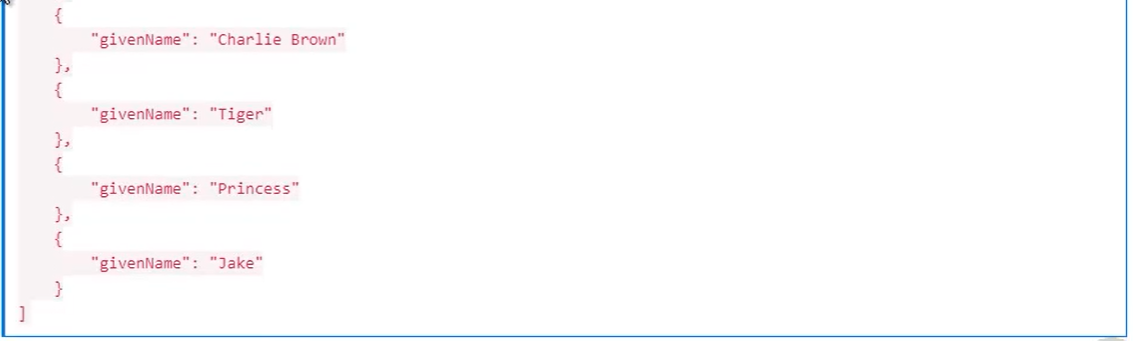 {
"givenName": "Charlie Brown"
},
{
"givenName": "Tiger"
},
{
"givenName": "Princess"
},
{
"givenName": "Jake"
}
]